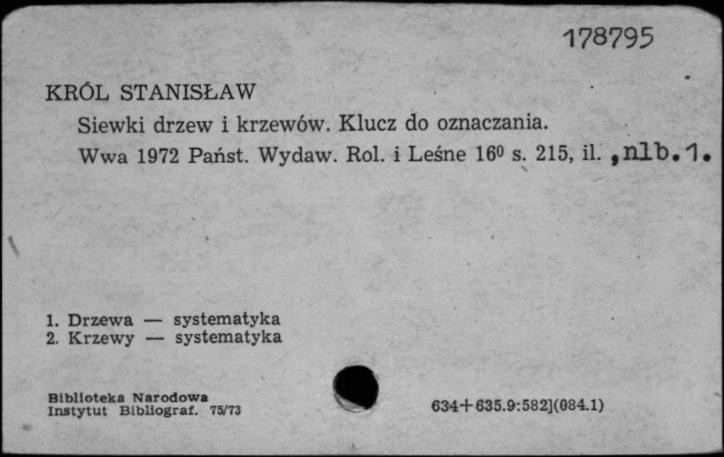 178795
KRÓL STANISŁAW
Siewki drzew i krzewów. Klucz do oznaczania.
Wwa 1972 Państ. Wydaw. Rol. i Leśne 16⁰ s. 215, il. ,nlb.1.
1. Drzewa — systematyka
2. Krzewy — systematyka
Biblioteka Narodowa
Instytut Bibliograf. 75/73
634+635.9:582](084.1)